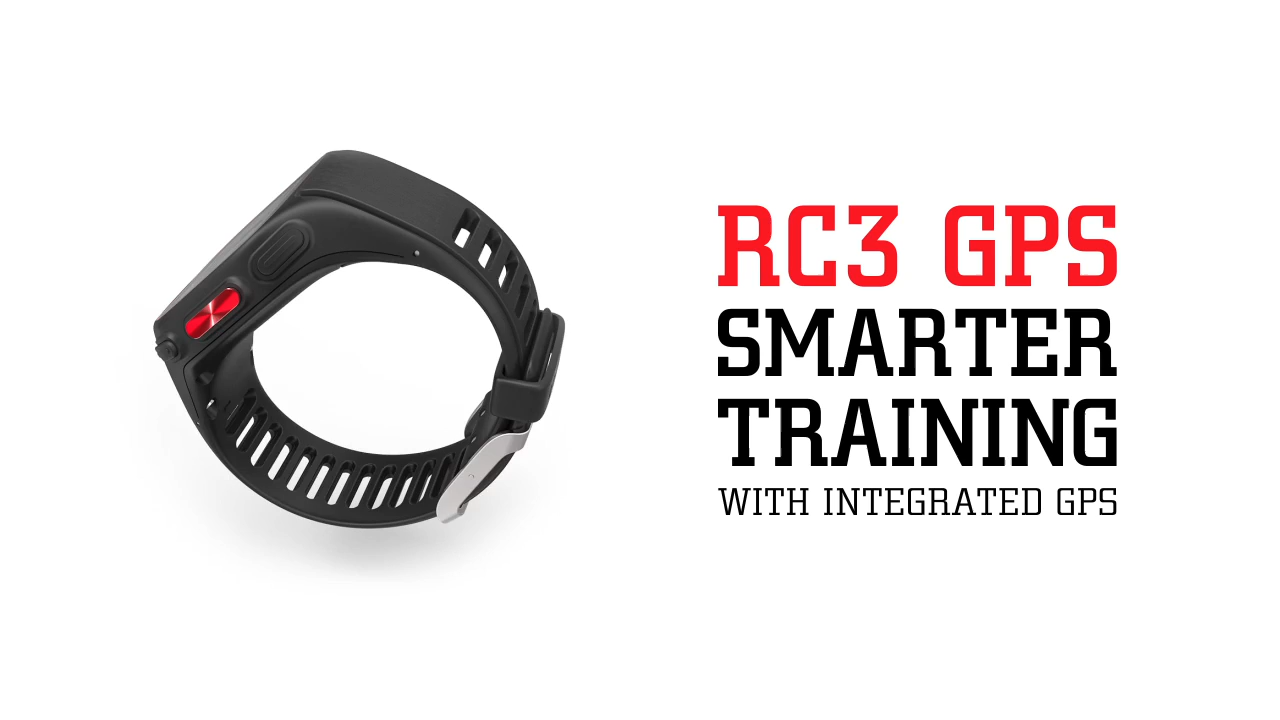 RC3 GPS
SMARTER
TRAINING
WITH INTEGRATED GPS